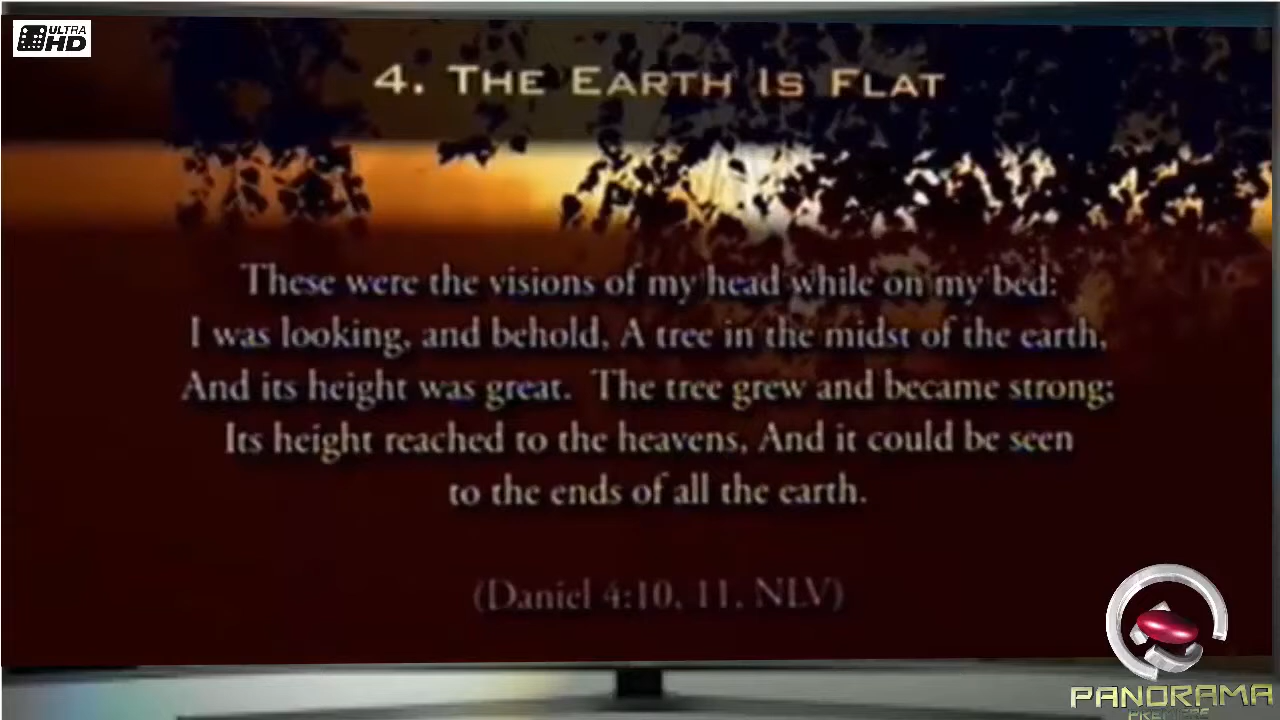 ULTRA
HD
4. THE EARTH IS FLAT
These were the visions of my head while on my bed:
I was looking, and behold, A tree in the midst of the earth,
And its height was great. The tree grew and became strong;
Its height reached to the heavens, And it could be seen
to the ends of all the earth.
(Daniel 4:10, 11, NLV)
PANORAMA
PREMIERE